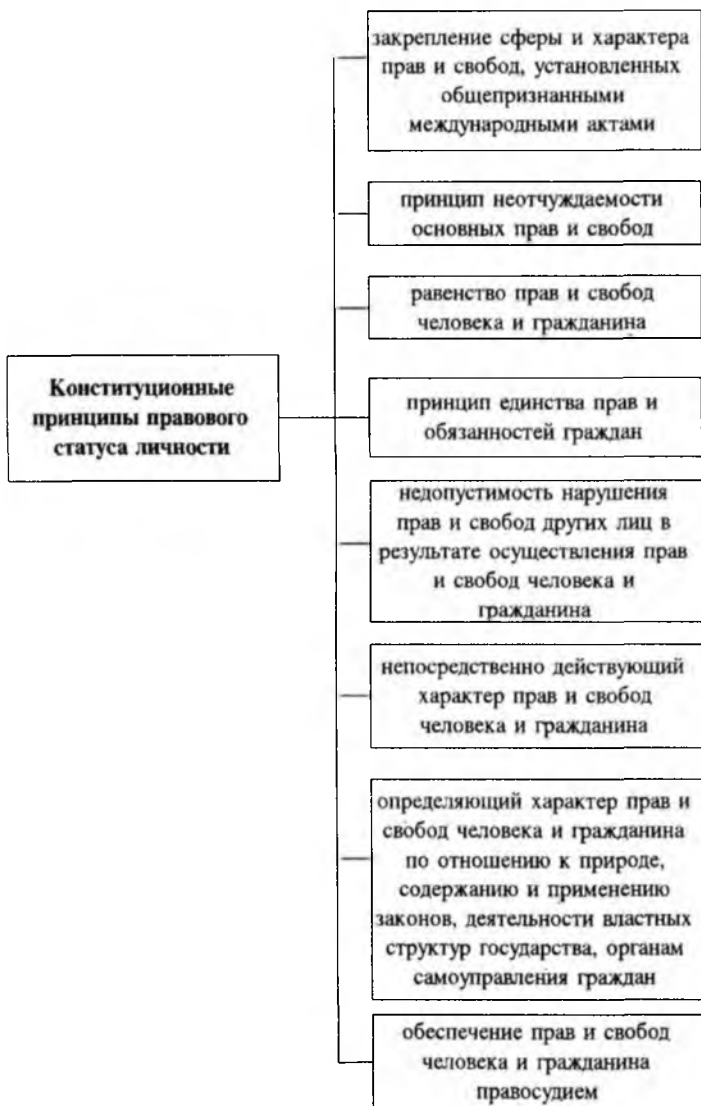 закрепление сферы и характера
прав и свобод, установленных
общепризнанными
международными актами
принцип неотчуждаемости
основных прав и свобод
равенство прав и свобод
человека и гражданина
Конституционные
принципы правового
статуса личности
принцип единства прав и
обязанностей граждан
недопустимость нарушения
прав и свобод других лиц в
результате осуществления прав
и свобод человека и
гражданина
непосредственно действующий
характер прав и свобод
человека и гражданина
определяющий характер прав и
свобод человека и гражданина
по отношению к природе,
содержанию и применению
законов, деятельности властных
структур государства, органам
самоуправления граждан
обеспечение прав и свобод
человека и гражданина
правосудием